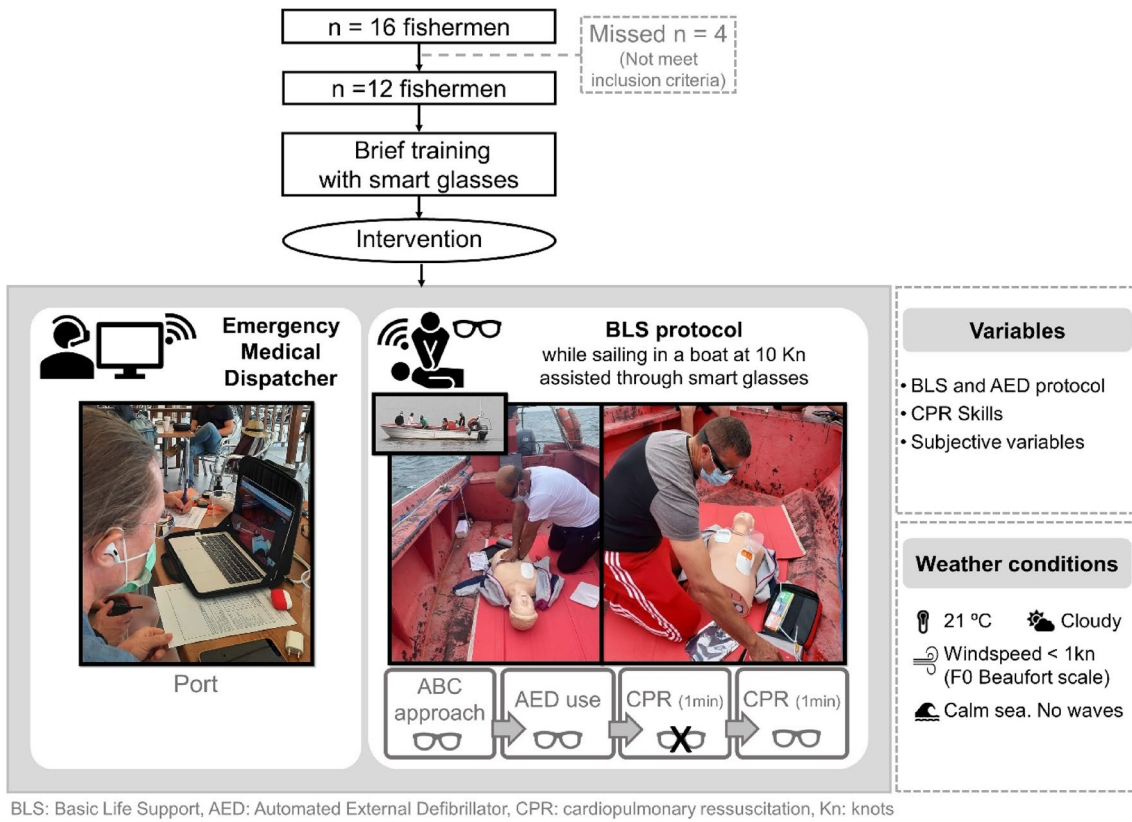 n = 16 fishermen
Missed n = 4
(Not meet
inclusion criteria)
n =12 fishermen
Brief training
with smart glasses
Intervention
Emergency
Medical
Dispatcher
Port
BLS protocol
while sailing in a boat at 10 Kn
assisted through smart glasses
ABC
approach
AED use
CPR (1min)
X
CPR (1min)
Variables
• BLS and AED protocol
• CPR Skills
• Subjective variables
Weather conditions
21 ºC
Cloudy
Windspeed < 1kn
(F0 Beaufort scale)
Calm sea. No waves
BLS: Basic Life Support, AED: Automated External Defibrillator, CPR: cardiopulmonary ressuscitation, Kn: knots